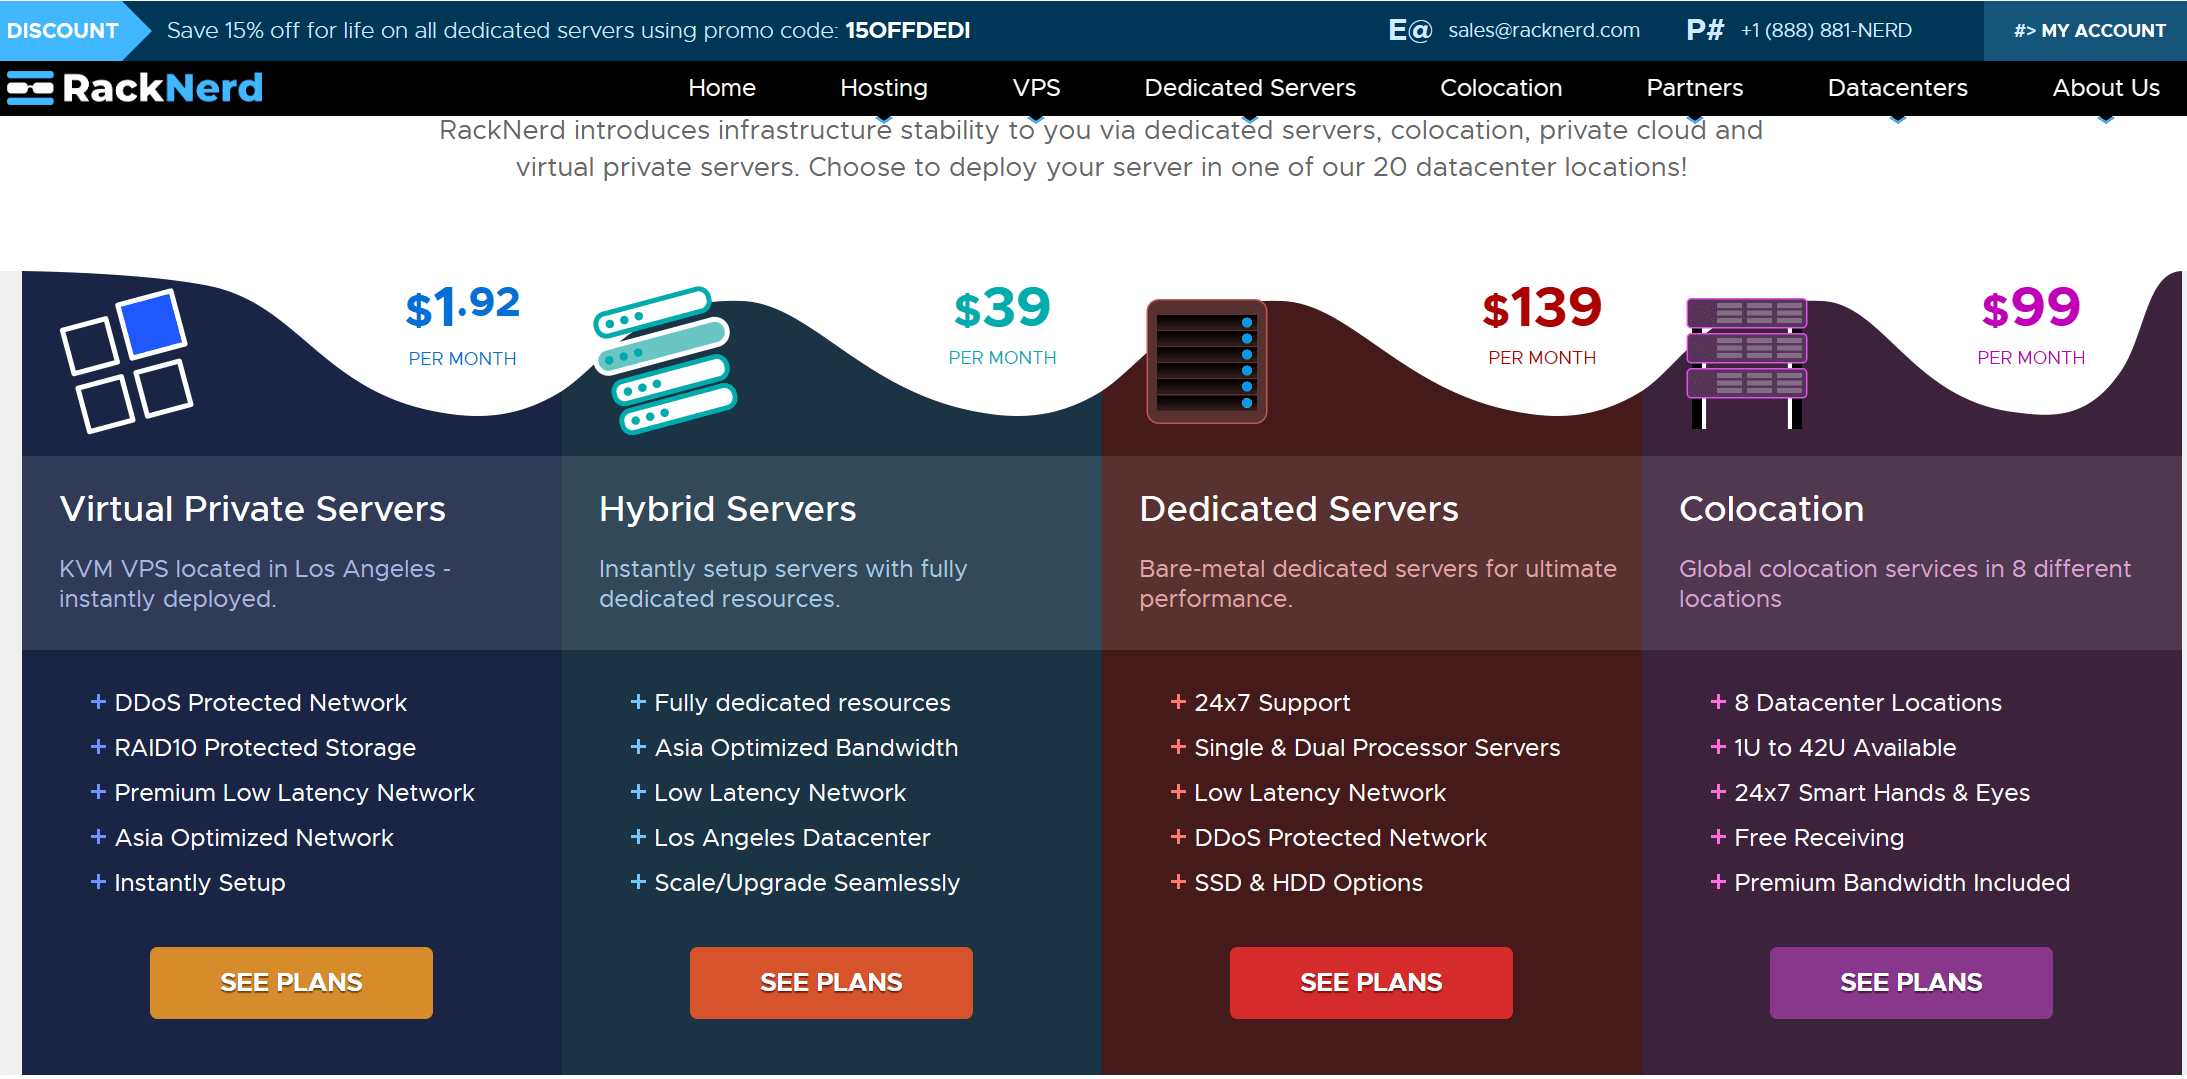 DISCOUNT Save 15% off for life on all dedicated servers using promo code: 15OFFDEDI E@ sales@racknerd.com P# +1 (888) 881-NERD #> MY ACCOUNT
RackNerd Home Hosting VPS Dedicated Servers Colocation Partners Datacenters About Us
RackNerd introduces infrastructure stability to you via dedicated servers, colocation, private cloud and
virtual private servers. Choose to deploy your server in one of our 20 datacenter locations!
$1.92
PER MONTH
Virtual Private Servers
KVM VPS located in Los Angeles -
instantly deployed.
+ DDoS Protected Network
+ RAID10 Protected Storage
+ Premium Low Latency Network
+ Asia Optimized Network
+ Instantly Setup
SEE PLANS
$39
PER MONTH
Hybrid Servers
Instantly setup servers with fully
dedicated resources.
+ Fully dedicated resources
+ Asia Optimized Bandwidth
+ Low Latency Network
+ Los Angeles Datacenter
+ Scale/Upgrade Seamlessly
SEE PLANS
$139
PER MONTH
Dedicated Servers
Bare-metal dedicated servers for ultimate
performance.
+ 24x7 Support
+ Single & Dual Processor Servers
+ Low Latency Network
+ DDoS Protected Network
+ SSD & HDD Options
SEE PLANS
$99
PER MONTH
Colocation
Global colocation services in 8 different
locations
+ 8 Datacenter Locations
+ 1U to 42U Available
+ 24x7 Smart Hands & Eyes
+ Free Receiving
+ Premium Bandwidth Included
SEE PLANS